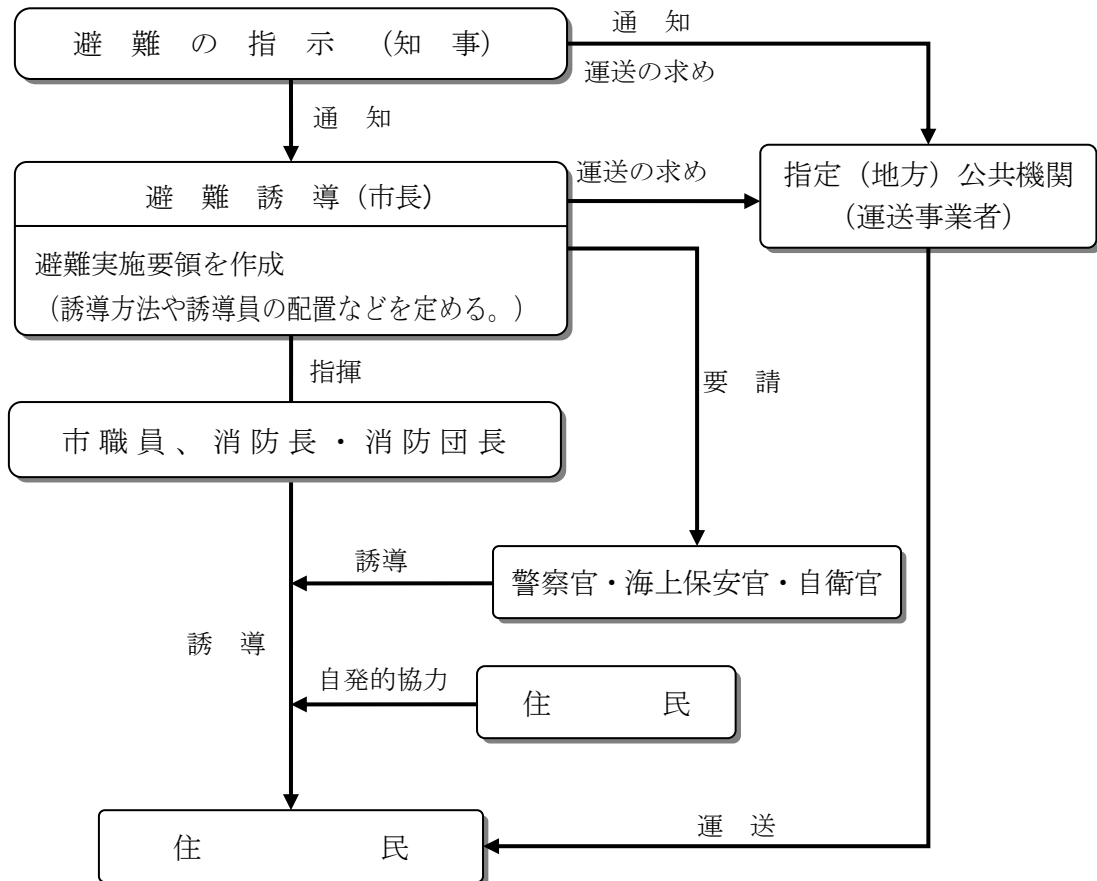 避難の指示（知事）
通知
運送の求め
通知
避難誘導（市長）
運送の求め
指定（地方）公共機関
（運送事業者）
避難実施要領を作成
（誘導方法や誘導員の配置などを定める。）
指揮
要請
市職員、消防長・消防団長
誘導
警察官・海上保安官・自衛官
誘導
自発的協力
住民
運送
住民